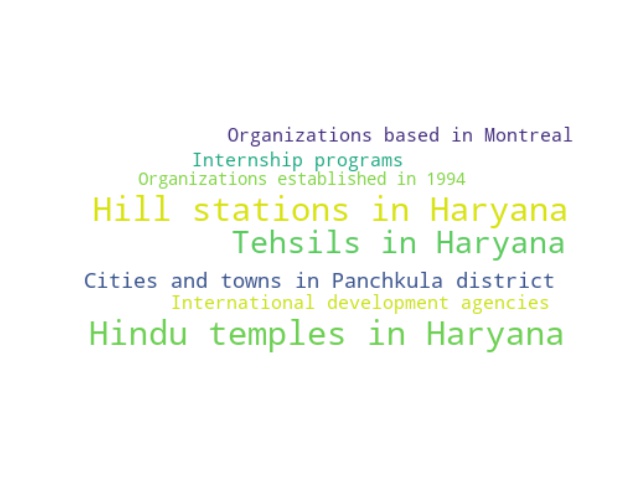 Organizations based in Montreal
Internship programs
Organizations established in 1994
Hill stations in Haryana
Tehsils in Haryana
Cities and towns in Panchkula district
International development agencies
Hindu temples in Haryana